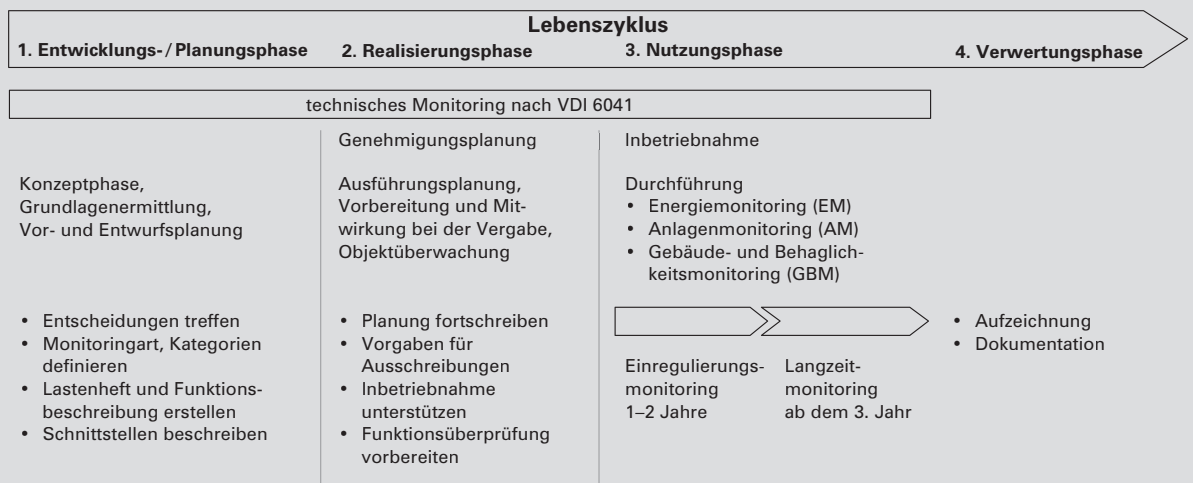 Lebenszyklus
1. Entwicklungs-/Planungsphase
2. Realisierungsphase
3. Nutzungsphase
4. Verwertungsphase
technisches Monitoring nach VDI 6041
Konzeptphase,
Grundlagenermittlung,
Vor- und Entwurfsplanung
• Entscheidungen treffen
• Monitoringart, Kategorien
definieren
• Lastenheft und Funktions-
beschreibung erstellen
• Schnittstellen beschreiben
Genehmigungsplanung
Ausführungsplanung,
Vorbereitung und Mit-
wirkung bei der Vergabe,
Objektüberwachung
• Planung fortschreiben
• Vorgaben für
Ausschreibungen
• Inbetriebnahme
unterstützen
• Funktionsüberprüfung
vorbereiten
Inbetriebnahme
Durchführung
• Energiemonitoring (EM)
• Anlagenmonitoring (AM)
• Gebäude- und Behaglich-
keitsmonitoring (GBM)
Einregulierungs-
monitoring
1–2 Jahre
Langzeit-
monitoring
ab dem 3. Jahr
• Aufzeichnung
• Dokumentation